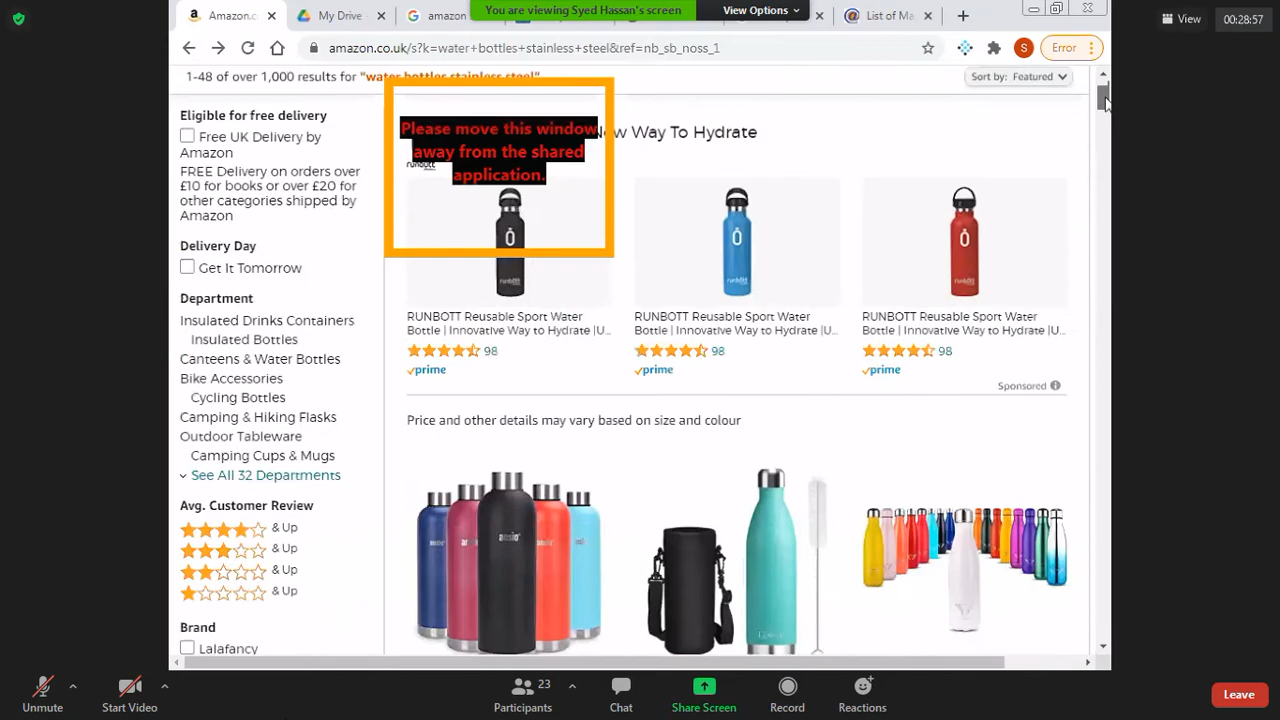 Amazon.c
My Drive -
amazon
You are viewing Syed Hassan's screen
View Options
List of Ma
View
00:28:57
amazon.co.uk/s?k=water+bottles+stainless+steel&ref=nb_sb_noss_1
S
Error
1-48 of over 1,000 results for "water bottles stainless steel"
Sort by: Featured
Eligible for free delivery
Free UK Delivery by
Amazon
FREE Delivery on orders over
£10 for books or over £20 for
other categories shipped by
Amazon
Delivery Day
Get It Tomorrow
Department
Insulated Drinks Containers
Insulated Bottles
Canteens & Water Bottles
Bike Accessories
Cycling Bottles
Camping & Hiking Flasks
Outdoor Tableware
Camping Cups & Mugs
See All 32 Departments
Avg. Customer Review
& Up
& Up
& Up
& Up
Brand
Lalafancy
Please move this window
away from the shared
application.
New Way To Hydrate
runbott
runbott
runbott
runbott
RUNBOTT Reusable Sport Water
Bottle | Innovative Way to Hydrate |U...
98
prime
RUNBOTT Reusable Sport Water
Bottle | Innovative Way to Hydrate |U...
98
prime
RUNBOTT Reusable Sport Water
Bottle | Innovative Way to Hydrate |U...
98
prime
Sponsored
Price and other details may vary based on size and colour
ansio
ansio
ansio
Unmute
Start Video
23
Participants
Chat
Share Screen
Record
Reactions
Leave